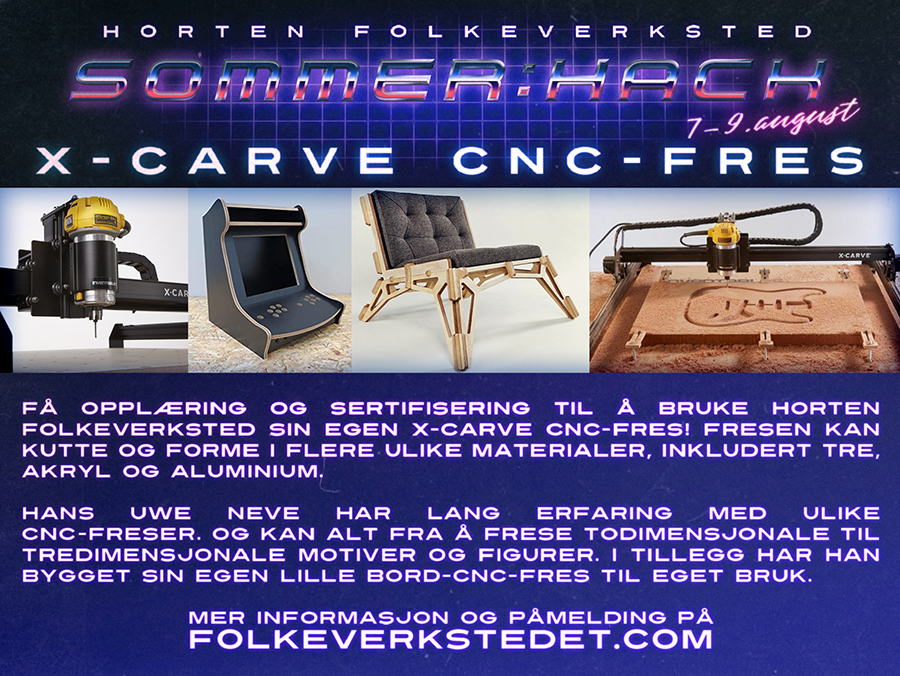 HORTEN FOLKEVERKSTED
SOMMER:HACK
7-9.august
X-CARVE CNC-FRES
X-CAR
X-CARVE
FÅ OPPLÆRING OG SERTIFISERING TIL Å BRUKE HORTEN
FOLKEVERKSTED SIN EGEN X-CARVE CNC-FRES! FRESEN KAN
KUTTE OG FORME I FLERE ULIKE MATERIALER, INKLUDERT TRE,
AKRYL OG ALUMINIUM.
HANS UWE NEVE HAR LANG ERFARING MED ULIKE
CNC-FRESER. OG KAN ALT FRA Å FRESE TODIMENSJONALE TIL
TREDIMENSJONALE MOTIVER OG FIGURER. I TILLEGG HAR HAN
BYGGET SIN EGEN LILLE BORD-CNC-FRES TIL EGET BRUK.
MER INFORMASJON OG PÅMELDING PÅ
FOLKEVERKSTEDET.COM